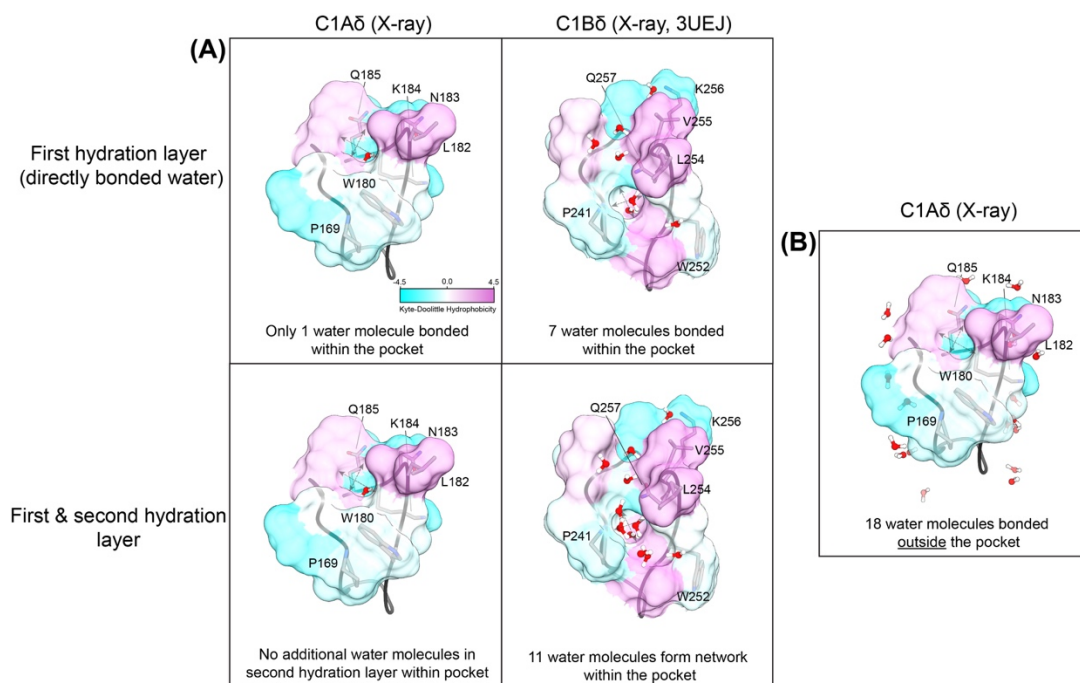 C1Aδ (X-ray)
C1Bδ (X-ray, 3UEJ)
(A)
First hydration layer
(directly bonded water)
Q185
K184
N183
L182
W180
P169
-4.5
0.0
4.5
Kyte-Doolittle Hydrophobicity
Only 1 water molecule bonded
within the pocket
Q257
K256
V255
L254
P241
W252
7 water molecules bonded
within the pocket
First & second hydration
layer
Q185
K184
N183
L182
W180
P169
No additional water molecules in
second hydration layer within pocket
Q257
K256
V255
L254
P241
W252
11 water molecules form network
within the pocket
C1Aδ (X-ray)
(B)
Q185
K184
N183
L182
W180
P169
18 water molecules bonded
outside the pocket